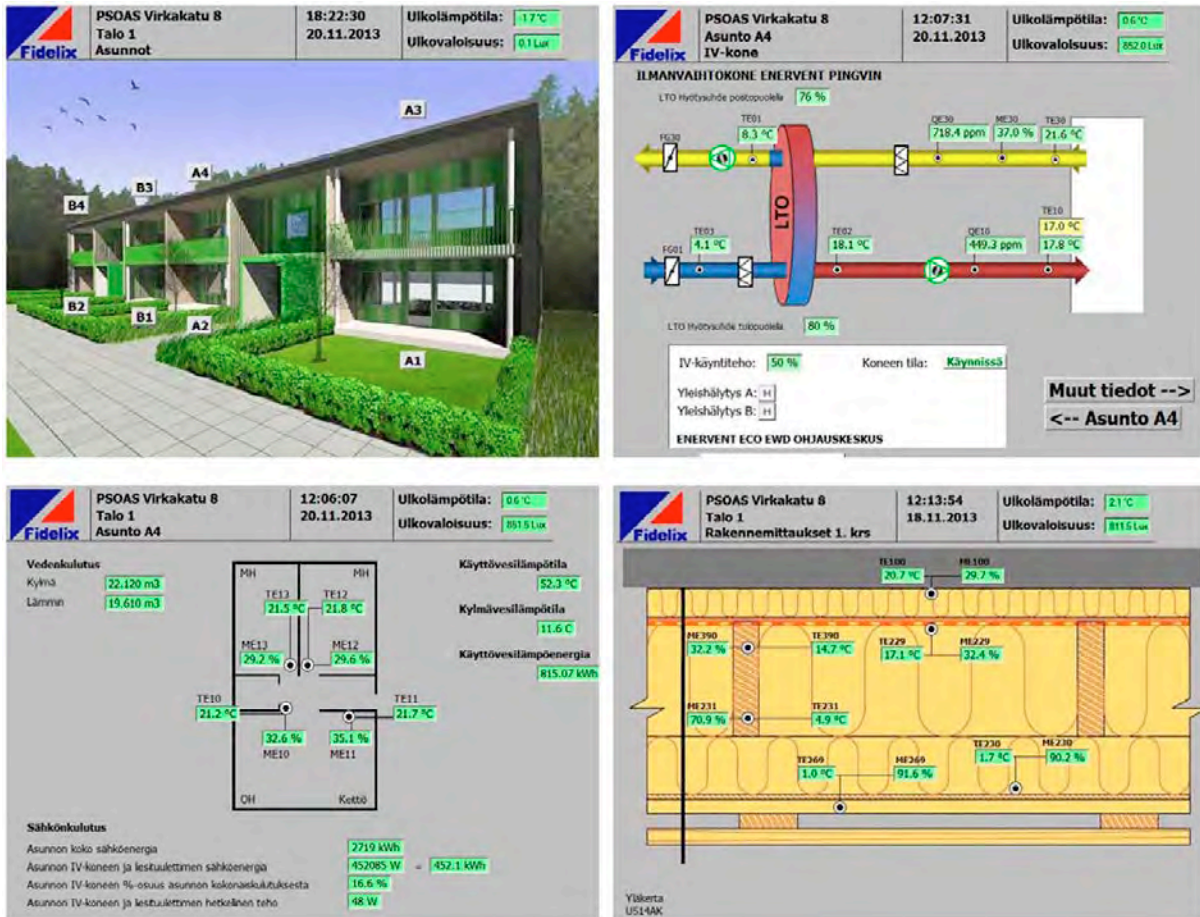 Fidelix
PSOAS Virkakatu 8
Talo 1
Asunnot
18:22:30
20.11.2013
Ulkolämpötila: -1.7 °C
Ulkovaloisuus: 0.1 Lux
A3
A4
B3
B4
B2
B1
A2
A1
Fidelix
PSOAS Virkakatu 8
Asunto A4
IV-kone
12:07:31
20.11.2013
Ulkolämpötila: 0.6 °C
Ulkovaloisuus: 852.0 Lux
ILMANVAIHTOKONE ENERVENT PINGVIN
LTO Hyötysuhde poistopuolella 76 %
FG30
TE01
8.3 °C
QE30
718.4 ppm
ME30
37.0 %
TE30
21.6 °C
LTO
FG01
TE03
4.1 °C
TE02
18.1 °C
QE10
449.3 ppm
TE10
17.0 °C
17.8 °C
LTO Hyötysuhde tulopuolella 80 %
IV-käyntiteho: 50 %
Koneen tila: Käynnissä
Yleishälytys A: H
Yleishälytys B: H
ENERVENT ECO EWD OHJAUSKESKUS
Muut tiedot -->
<-- Asunto A4
Fidelix
PSOAS Virkakatu 8
Talo 1
Asunto A4
12:06:07
20.11.2013
Ulkolämpötila: 0.6 °C
Ulkovaloisuus: 851.5 Lux
Vedenkulutus
Kylmä 22.120 m3
Lämmin 19.610 m3
MH
MH
TE13
21.5 °C
TE12
21.8 °C
ME13
29.2 %
ME12
29.6 %
TE10
21.2 °C
TE11
21.7 °C
32.6 %
ME10
35.1 %
ME11
OH
Keittö
Käyttövesilämpötila
52.3 °C
Kylmävesilämpötila
11.6 C
Käyttövesilämpöenergia
815.07 kWh
Sähkönkulutus
Asunnon koko sähköenergia 2719 kWh
Asunnon IV-koneen ja liesituulettimen sähköenergia 452085 W = 452.1 kWh
Asunnon IV-koneen %-osuus asunnon kokonaiskulutuksesta 16.6 %
Asunnon IV-koneen ja liesituulettimen hetkellinen teho 48 W
Fidelix
PSOAS Virkakatu 8
Talo 1
Rakennemittaukset 1. krs
12:13:54
18.11.2013
Ulkolämpötila: 2.1 °C
Ulkovaloisuus: 811.5 Lux
TE100
20.7 °C
ME100
29.7 %
ME390
32.2 %
TE390
14.7 °C
TE229
17.1 °C
ME229
32.4 %
ME231
70.9 %
TE231
4.9 °C
TE269
1.0 °C
ME269
91.6 %
TE230
1.7 °C
ME230
90.2 %
Yläkerta
US14AK